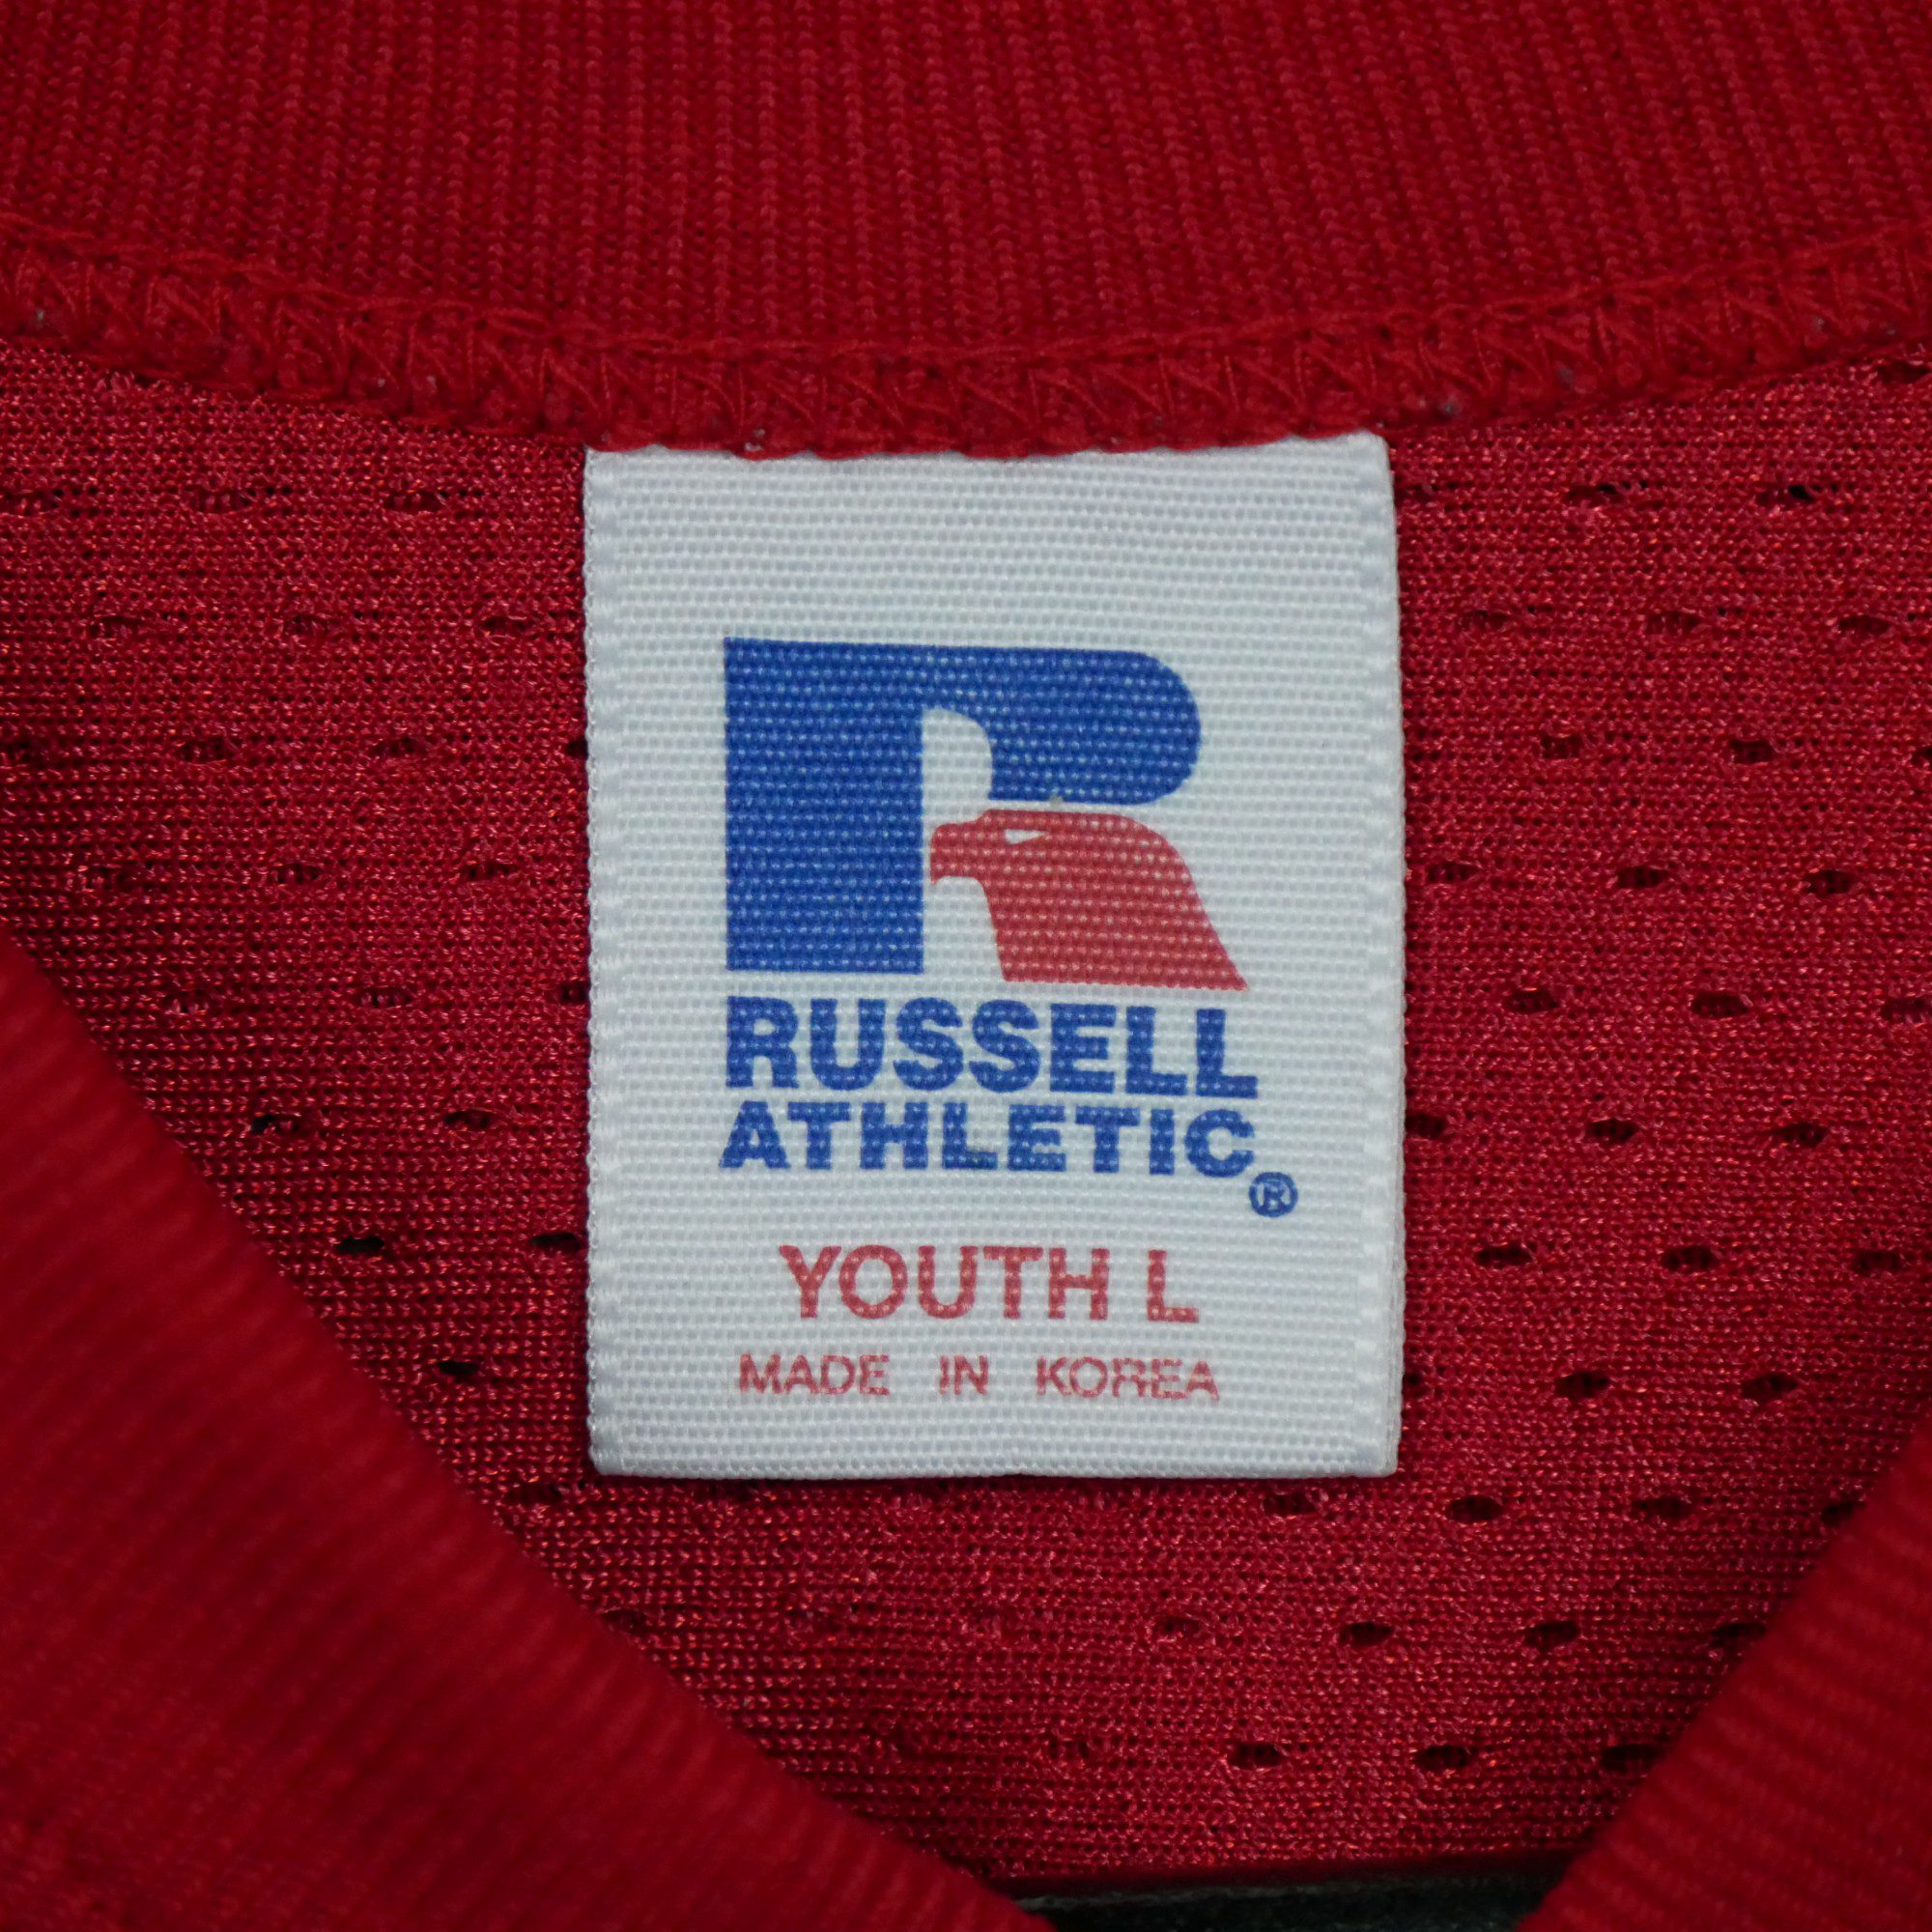 RUSSELL
ATHLETIC®
YOUTH L
MADE IN KOREA